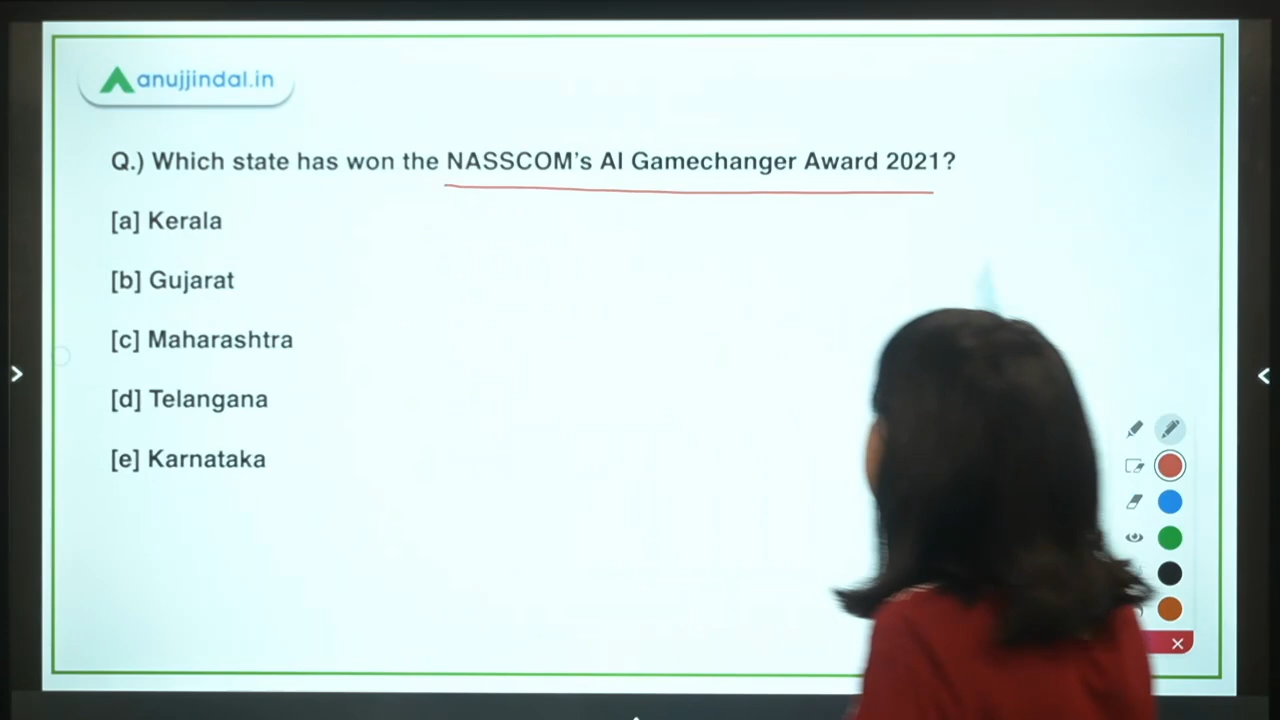 anujjindal.in
Q.) Which state has won the NASSCOM's AI Gamechanger Award 2021?
[a] Kerala
[b] Gujarat
[c] Maharashtra
[d] Telangana
[e] Karnataka